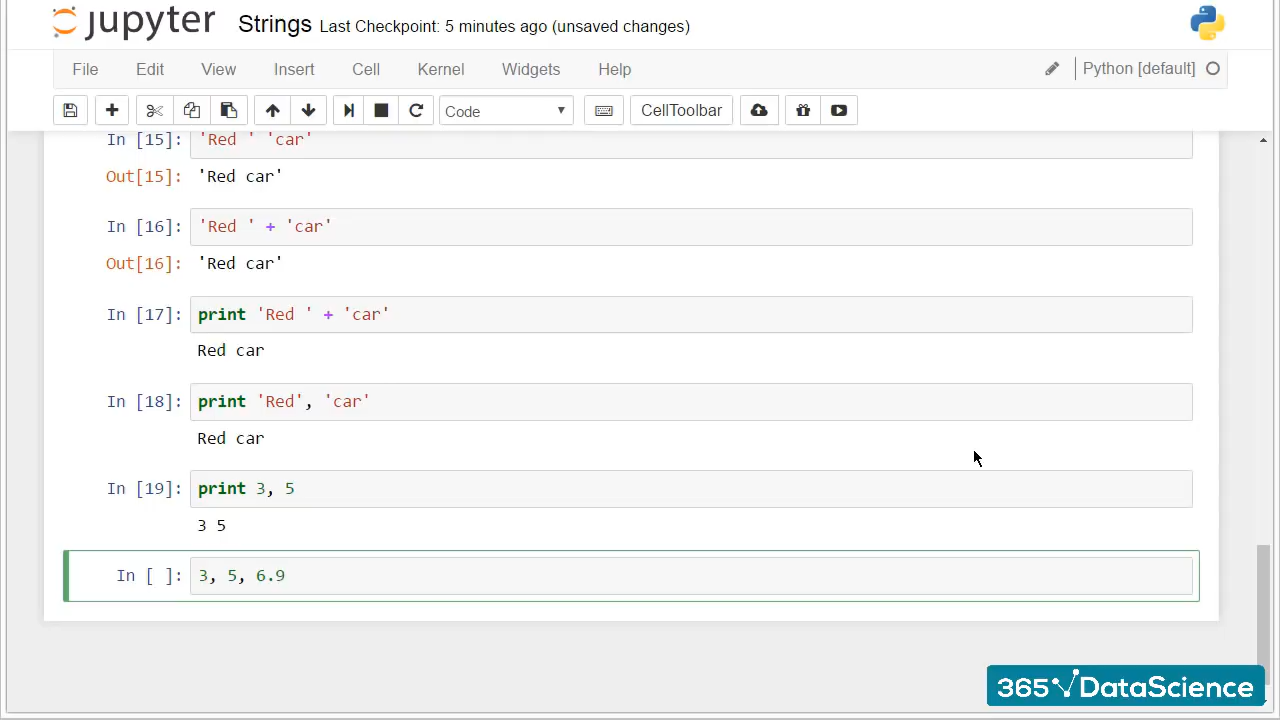 jupyter Strings Last Checkpoint: 5 minutes ago (unsaved changes)
File Edit View Insert Cell Kernel Widgets Help Python [default]
Code CellToolbar
In [15]: 'Red ' 'car'
Out[15]: 'Red car'
In [16]: 'Red ' + 'car'
Out[16]: 'Red car'
In [17]: print 'Red ' + 'car'
Red car
In [18]: print 'Red', 'car'
Red car
In [19]: print 3, 5
3 5
In [ ]: 3, 5, 6.9
365 DataScience